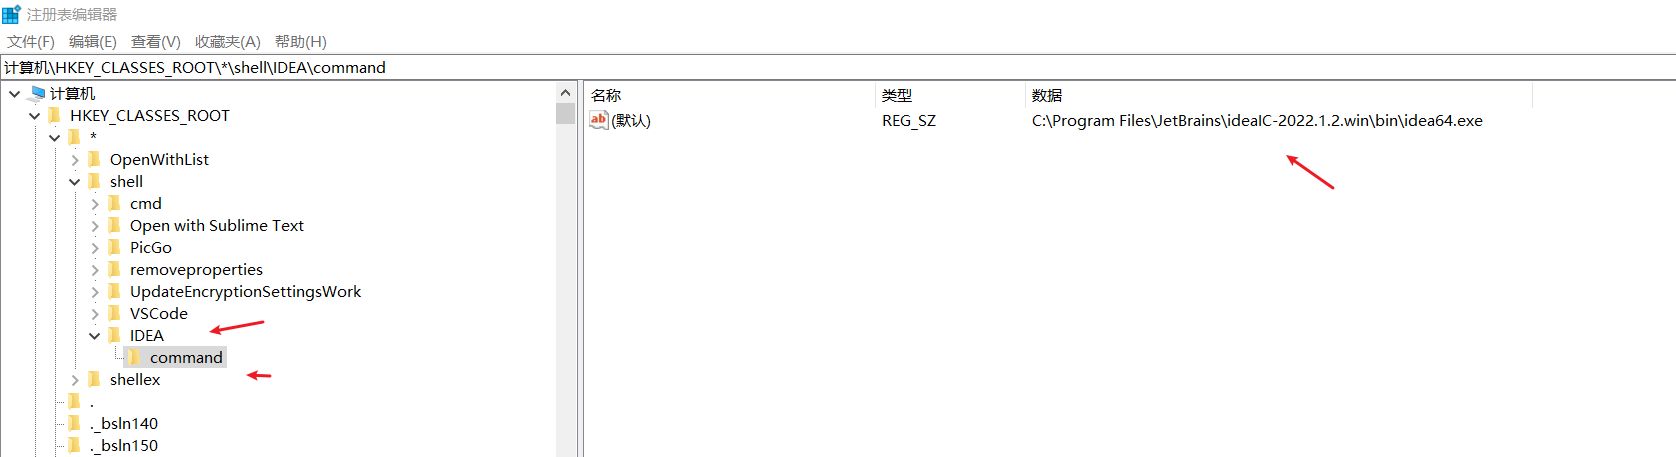 注册表编辑器
文件(F) 编辑(E) 查看(V) 收藏夹(A) 帮助(H)
计算机\HKEY_CLASSES_ROOT\*\shell\IDEA\command
计算机
HKEY_CLASSES_ROOT
*
OpenWithList
shell
cmd
Open with Sublime Text
PicGo
removeproperties
UpdateEncryptionSettingsWork
VSCode
IDEA
command
shellex
.
._bsln140
._bsln150
名称 类型 数据
ab (默认) REG_SZ C:\Program Files\JetBrains\ideaIC-2022.1.2.win\bin\idea64.exe